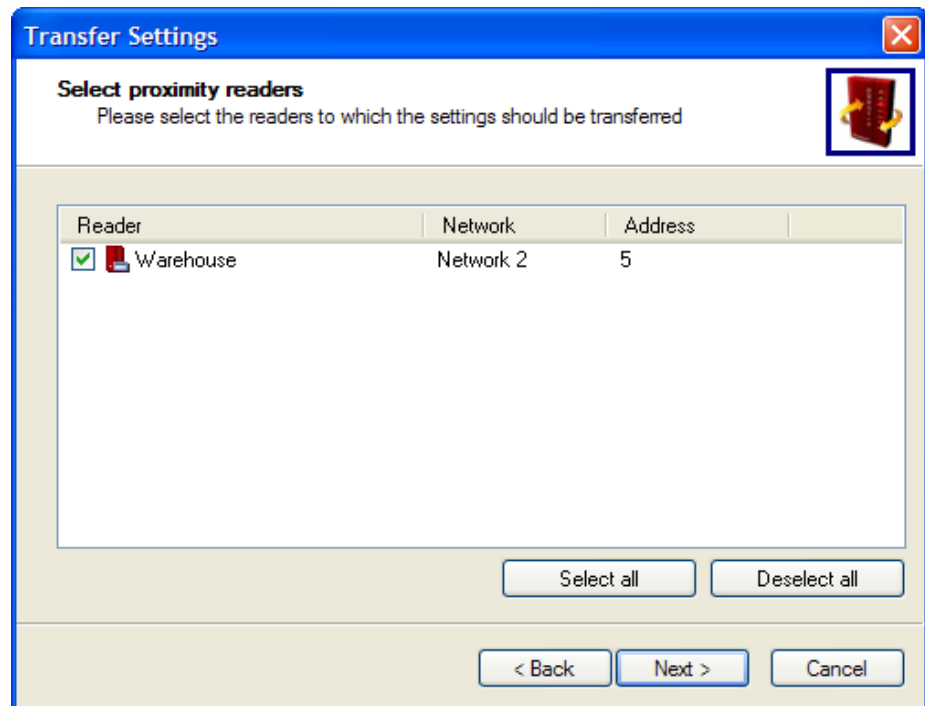 Transfer Settings
Select proximity readers
Please select the readers to which the settings should be transferred
Reader Network Address
Warehouse Network 2 5
Select all Deselect all
< Back Next > Cancel